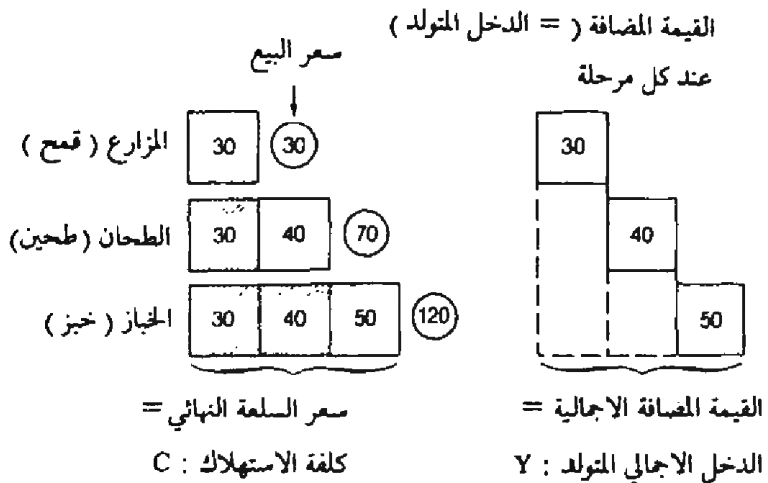 القيمة المضافة ( = الدخل المتولد )
عند كل مرحلة
سعر البيع
المزارع ( قمح ) 30 30 30
الطحان ( طحين) 30 40 70 40
الخباز ( خبز ) 30 40 50 120 50
القيمة المضافة الاجمالية = سعر السلعة النهائي =
الدخل الاجمالي المتولد : Y كلفة الاستهلاك : C